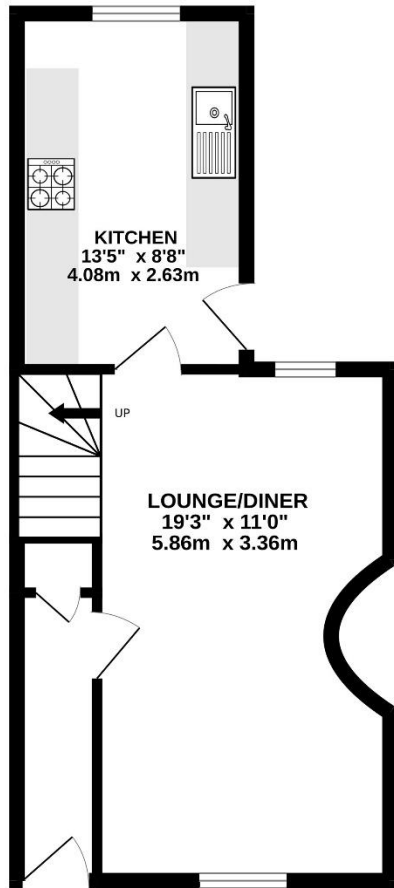 KITCHEN
13'5" x 8'8"
4.08m x 2.63m
UP
LOUNGE/DINER
19'3" x 11'0"
5.86m x 3.36m